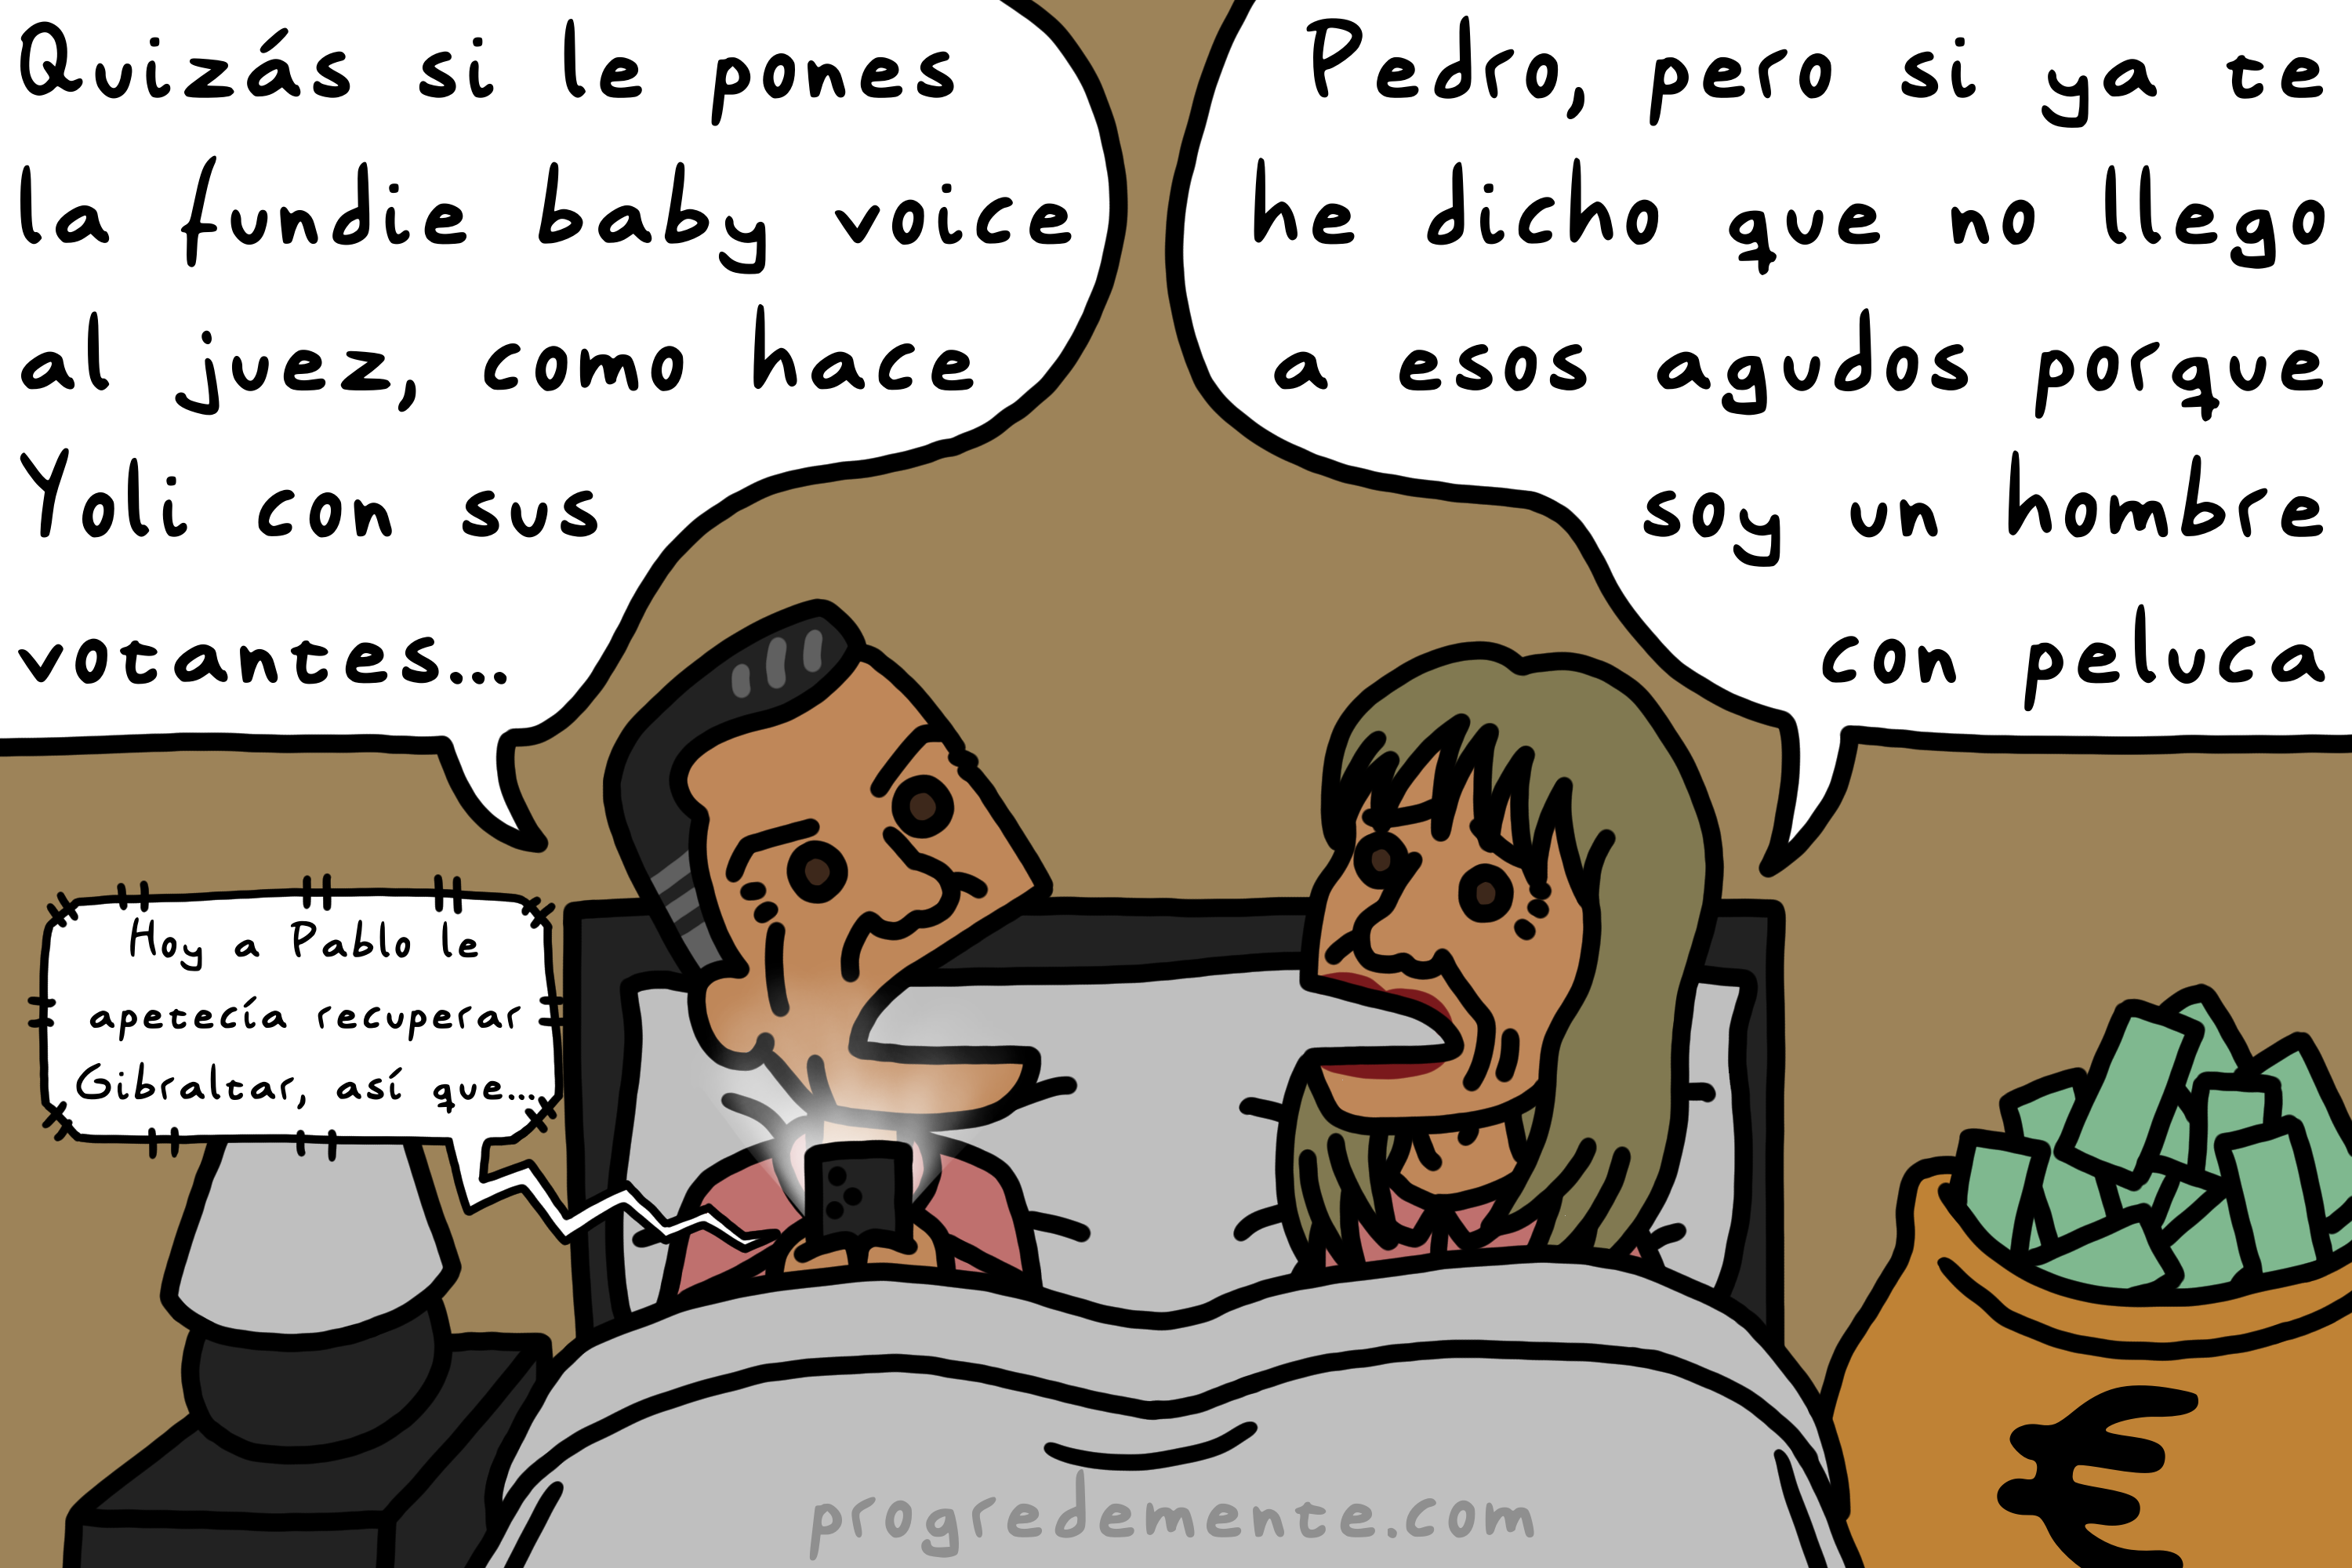 Quizás si le pones
la fundie baby voice
al juez, como hace
Yoli con sus
votantes...
Pedro, pero si ya te
he dicho que no llego
a esos agudos porque
soy un hombre
con peluca
Hoy a Pablo le
apetecía recuperar
Gibraltar, así que...
€
progredemente.com